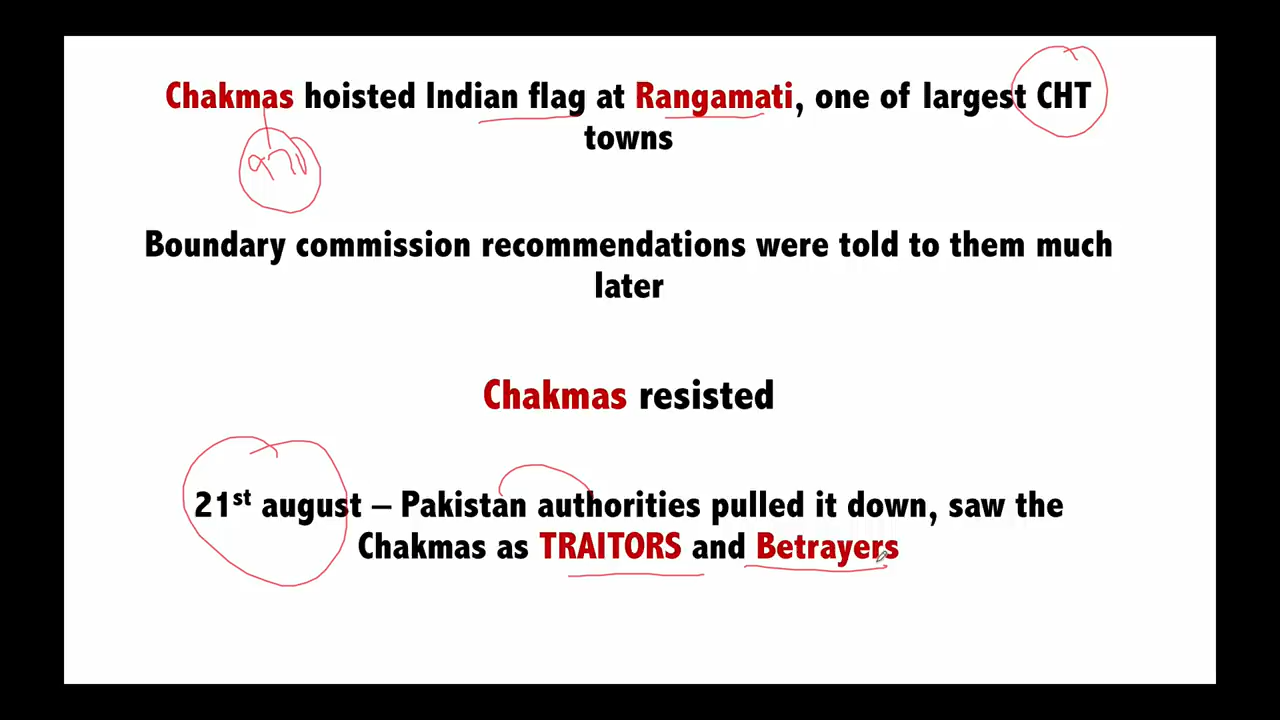 Chakmas hoisted Indian flag at Rangamati, one of largest CHT
towns
Boundary commission recommendations were told to them much
later
Chakmas resisted
21st august – Pakistan authorities pulled it down, saw the
Chakmas as TRAITORS and Betrayers